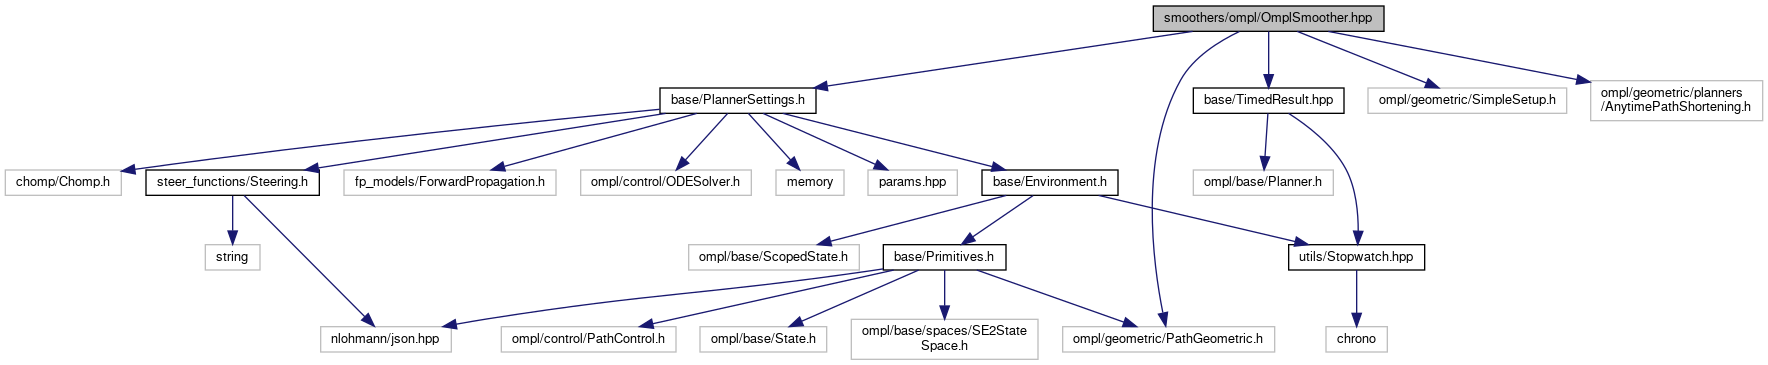 smoothers/ompl/OmplSmoother.hpp
base/PlannerSettings.h
base/TimedResult.hpp
ompl/geometric/SimpleSetup.h
ompl/geometric/planners
/AnytimePathShortening.h
chomp/Chomp.h
steer_functions/Steering.h
fp_models/ForwardPropagation.h
ompl/control/ODESolver.h
memory
params.hpp
base/Environment.h
ompl/base/Planner.h
string
ompl/base/ScopedState.h
base/Primitives.h
utils/Stopwatch.hpp
nlohmann/json.hpp
ompl/control/PathControl.h
ompl/base/State.h
ompl/base/spaces/SE2State
Space.h
ompl/geometric/PathGeometric.h
chrono